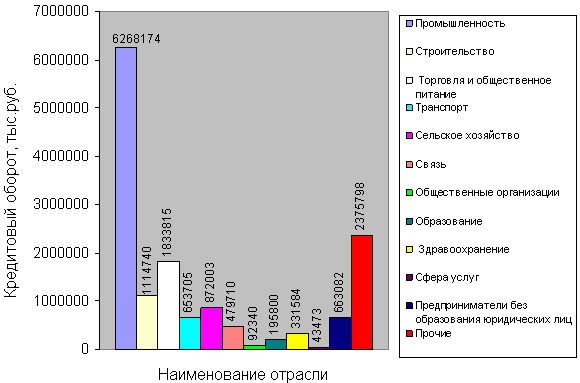 Кредитовый оборот, тыс.руб.
7000000
6000000
5000000
4000000
3000000
2000000
1000000
0
6268174
1114740
1833815
653705
872003
479710
92340
195800
331584
43473
663082
2375798
Наименование отрасли
Промышленность
Строительство
Торговля и общественное
питание
Транспорт
Сельское хозяйство
Связь
Общественные организации
Образование
Здравоохранение
Сфера услуг
Предприниматели без
образования юридических лиц
Прочие